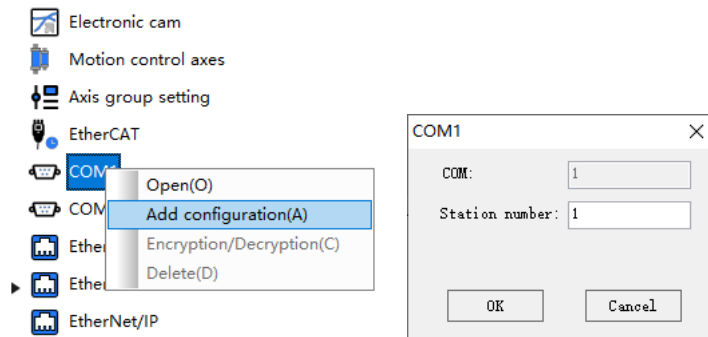 Electronic cam
Motion control axes
Axis group setting
EtherCAT
COM1
Open(O)
Add configuration(A)
Encryption/Decryption(C)
Delete(D)
COM
Ether
Ether
EtherNet/IP
COM1
COM:
1
Station number:
1
OK
Cancel